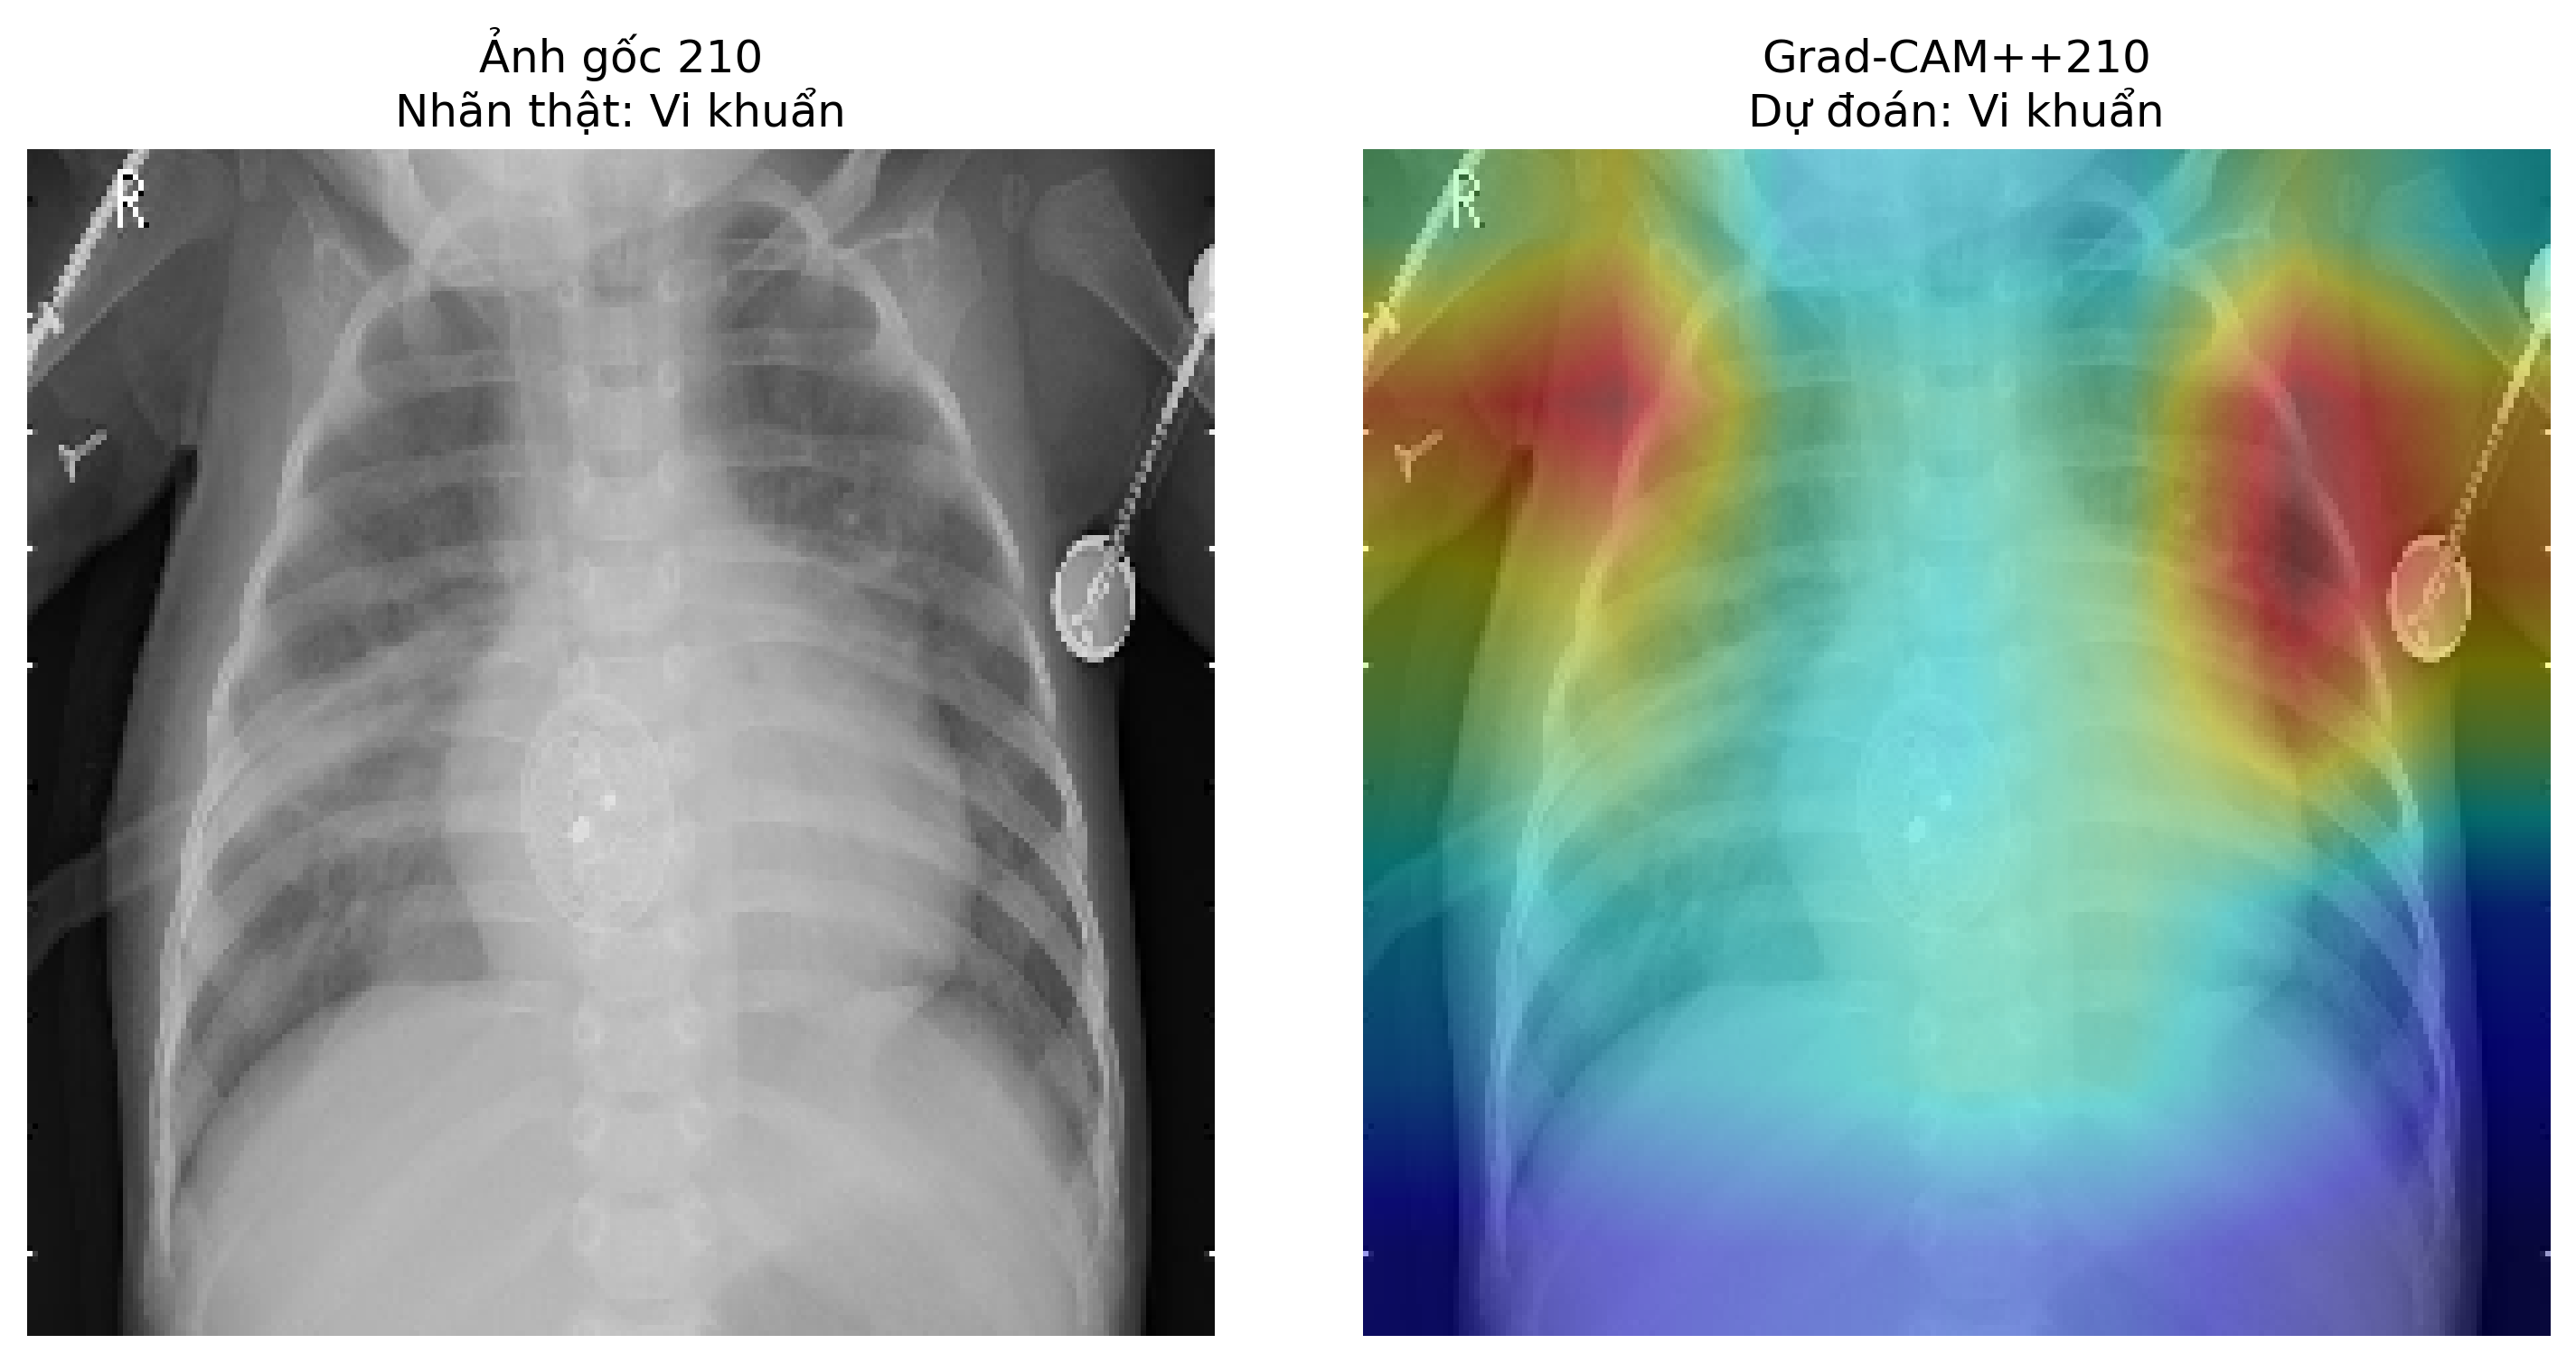 Ảnh gốc 210
Nhãn thật: Vi khuẩn
Grad-CAM++210
Dự đoán: Vi khuẩn
R
R